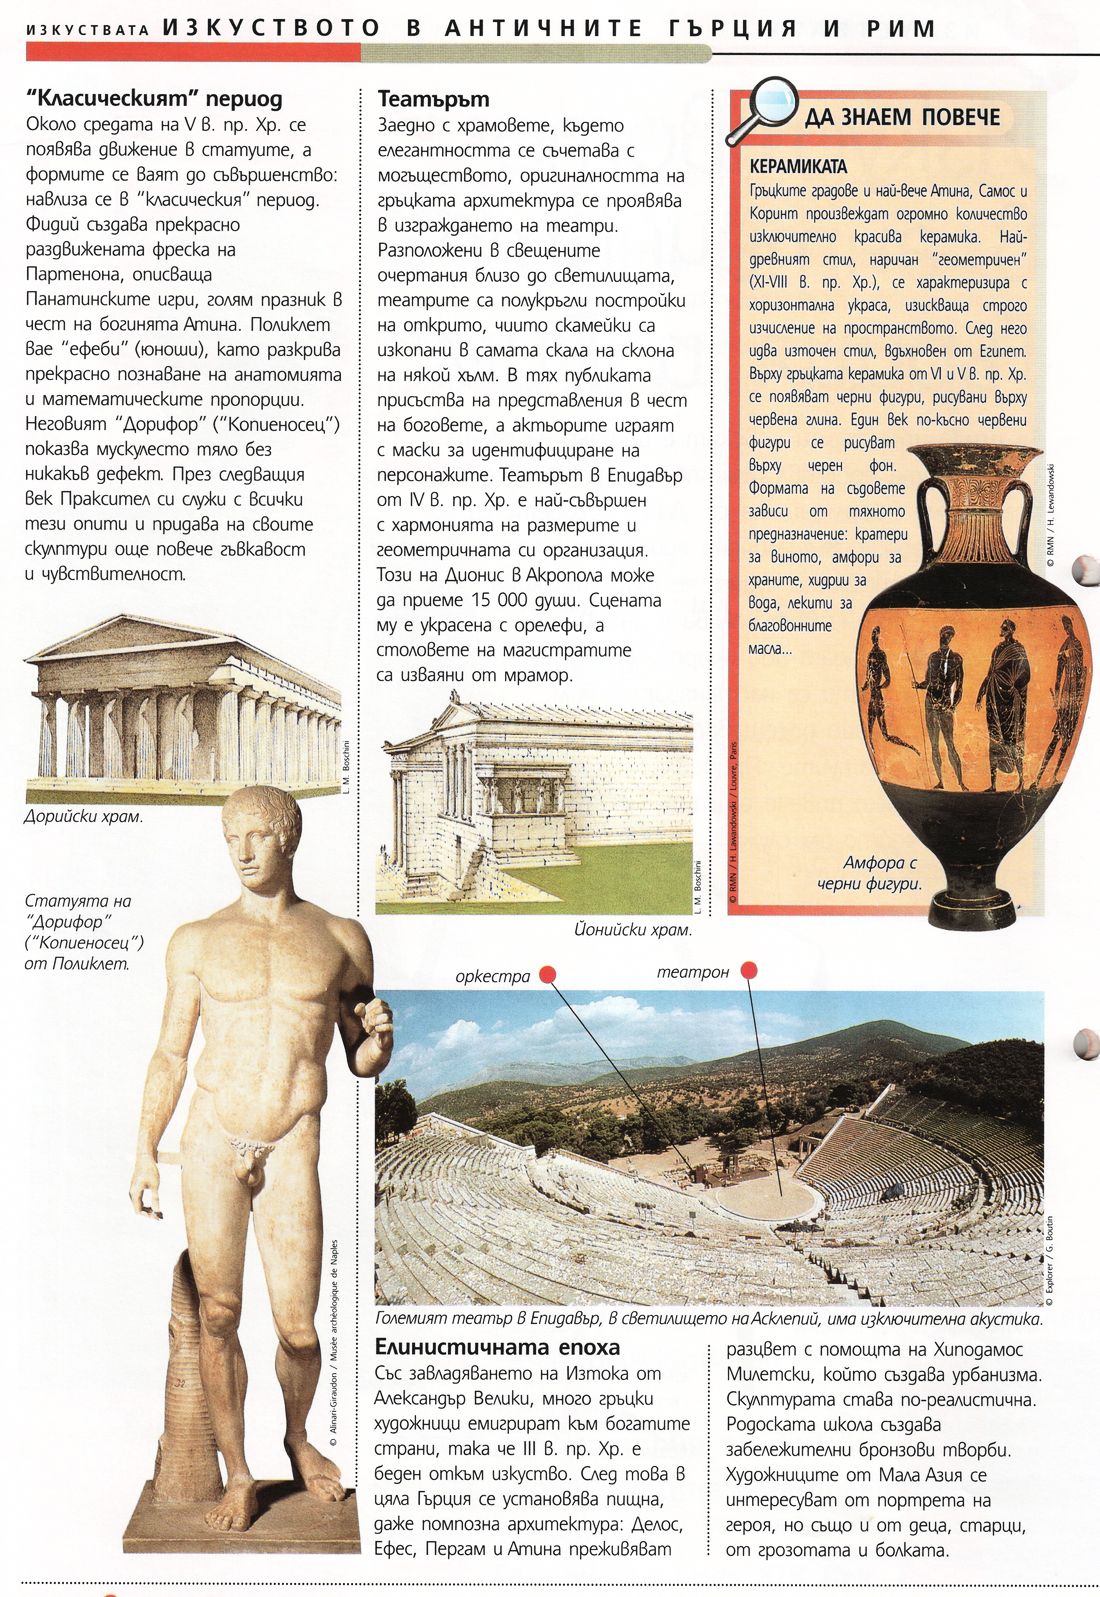 ИЗКУСТВАТА ИЗКУСТВОТО В АНТИЧНИТЕ ГЪРЦИЯ И РИМ
“Класическият” период
Около средата на V в. пр. Хр. се
появява движение в статуите, а
формите се ваят до съвършенство:
навлиза се в “класическия” период.
Фидий създава прекрасно
раздвижената фреска на
Партенона, описваща
Панатинските игри, голям празник в
чест на богинята Атина. Поликлет
вае “ефеби” (юноши), като разкрива
прекрасно познаване на анатомията
и математическите пропорции.
Неговият “Дорифор” (“Копиеносец”)
показва мускулесто тяло без
никакъв дефект. През следващия
век Праксител си служи с всички
тези опити и придава на своите
скулптури още повече гъвкавост
и чувствителност.
L. M. Boschini
Дорийски храм.
Статуята на
“Дорифор”
(“Копиеносец”)
от Поликлет.
© Alinari-Giraudon / Musée archéologique de Naples
Театърът
Заедно с храмовете, където
елегантността се съчетава с
могъществото, оригиналността на
гръцката архитектура се проявява
в изграждането на театри.
Разположени в свещените
очертания близо до светилищата,
театрите са полукръгли постройки
на открито, чиито скамейки са
изкопани в самата скала на склона
на някой хълм. В тях публиката
присъства на представления в чест
на боговете, а актьорите играят
с маски за идентифициране на
персонажите. Театърът в Епидавър
от IV в. пр. Хр. е най-съвършен
с хармонията на размерите и
геометричната си организация.
Този на Дионис в Акропола може
да приеме 15 000 души. Сцената
му е украсена с орелефи, а
столовете на магистратите
са изваяни от мрамор.
L. M. Boschini
Йонийски храм.
ДА ЗНАЕМ ПОВЕЧЕ
КЕРАМИКАТА
Гръцките градове и най-вече Атина, Самос и
Коринт произвеждат огромно количество
изключително красива керамика. Най-
древният стил, наричан “геометричен”
(XI-VIII в. пр. Хр.), се характеризира с
хоризонтална украса, изискваща строго
изчисление на пространството. След него
идва източен стил, вдъхновен от Египет.
Върху гръцката керамика от VI и V в. пр. Хр.
се появяват черни фигури, рисувани върху
червена глина. Един век по-късно червени
фигури се рисуват
върху черен фон.
Формата на съдовете
зависи от тяхното
предназначение: кратери
за виното, амфори за
храните, хидрии за
вода, лекити за
благовонните
масла...
© RMN / H. Lewandowski
© RMN / H. Lawandowski / Louvre, Paris
Амфора с
черни фигури.
оркестра
театрон
© Explorer / G. Boutin
Големият театър в Епидавър, в светилището на Асклепий, има изключителна акустика.
Елинистичната епоха
Със завладяването на Изтока от
Александър Велики, много гръцки
художници емигрират към богатите
страни, така че III в. пр. Хр. е
беден откъм изкуство. След това в
цяла Гърция се установява пищна,
даже помпозна архитектура: Делос,
Ефес, Пергам и Атина преживяват
разцвет с помощта на Хиподамос
Милетски, който създава урбанизма.
Скулптурата става по-реалистична.
Родоската школа създава
забележителни бронзови творби.
Художниците от Мала Азия се
интересуват от портрета на
героя, но също и от деца, старци,
от грозотата и болката.